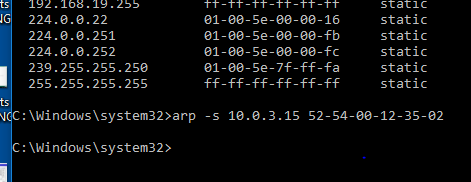 192.168.19.255 ff-ff-ff-ff-ff-ff static
224.0.0.22 01-00-5e-00-00-16 static
224.0.0.251 01-00-5e-00-00-fb static
224.0.0.252 01-00-5e-00-00-fc static
239.255.255.250 01-00-5e-7f-ff-fa static
255.255.255.255 ff-ff-ff-ff-ff-ff static
C:\Windows\system32>arp -s 10.0.3.15 52-54-00-12-35-02
C:\Windows\system32>